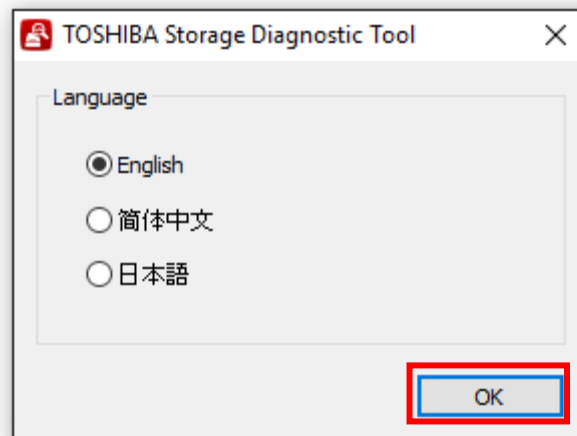 TOSHIBA Storage Diagnostic Tool
Language
English
简体中文
日本語
OK